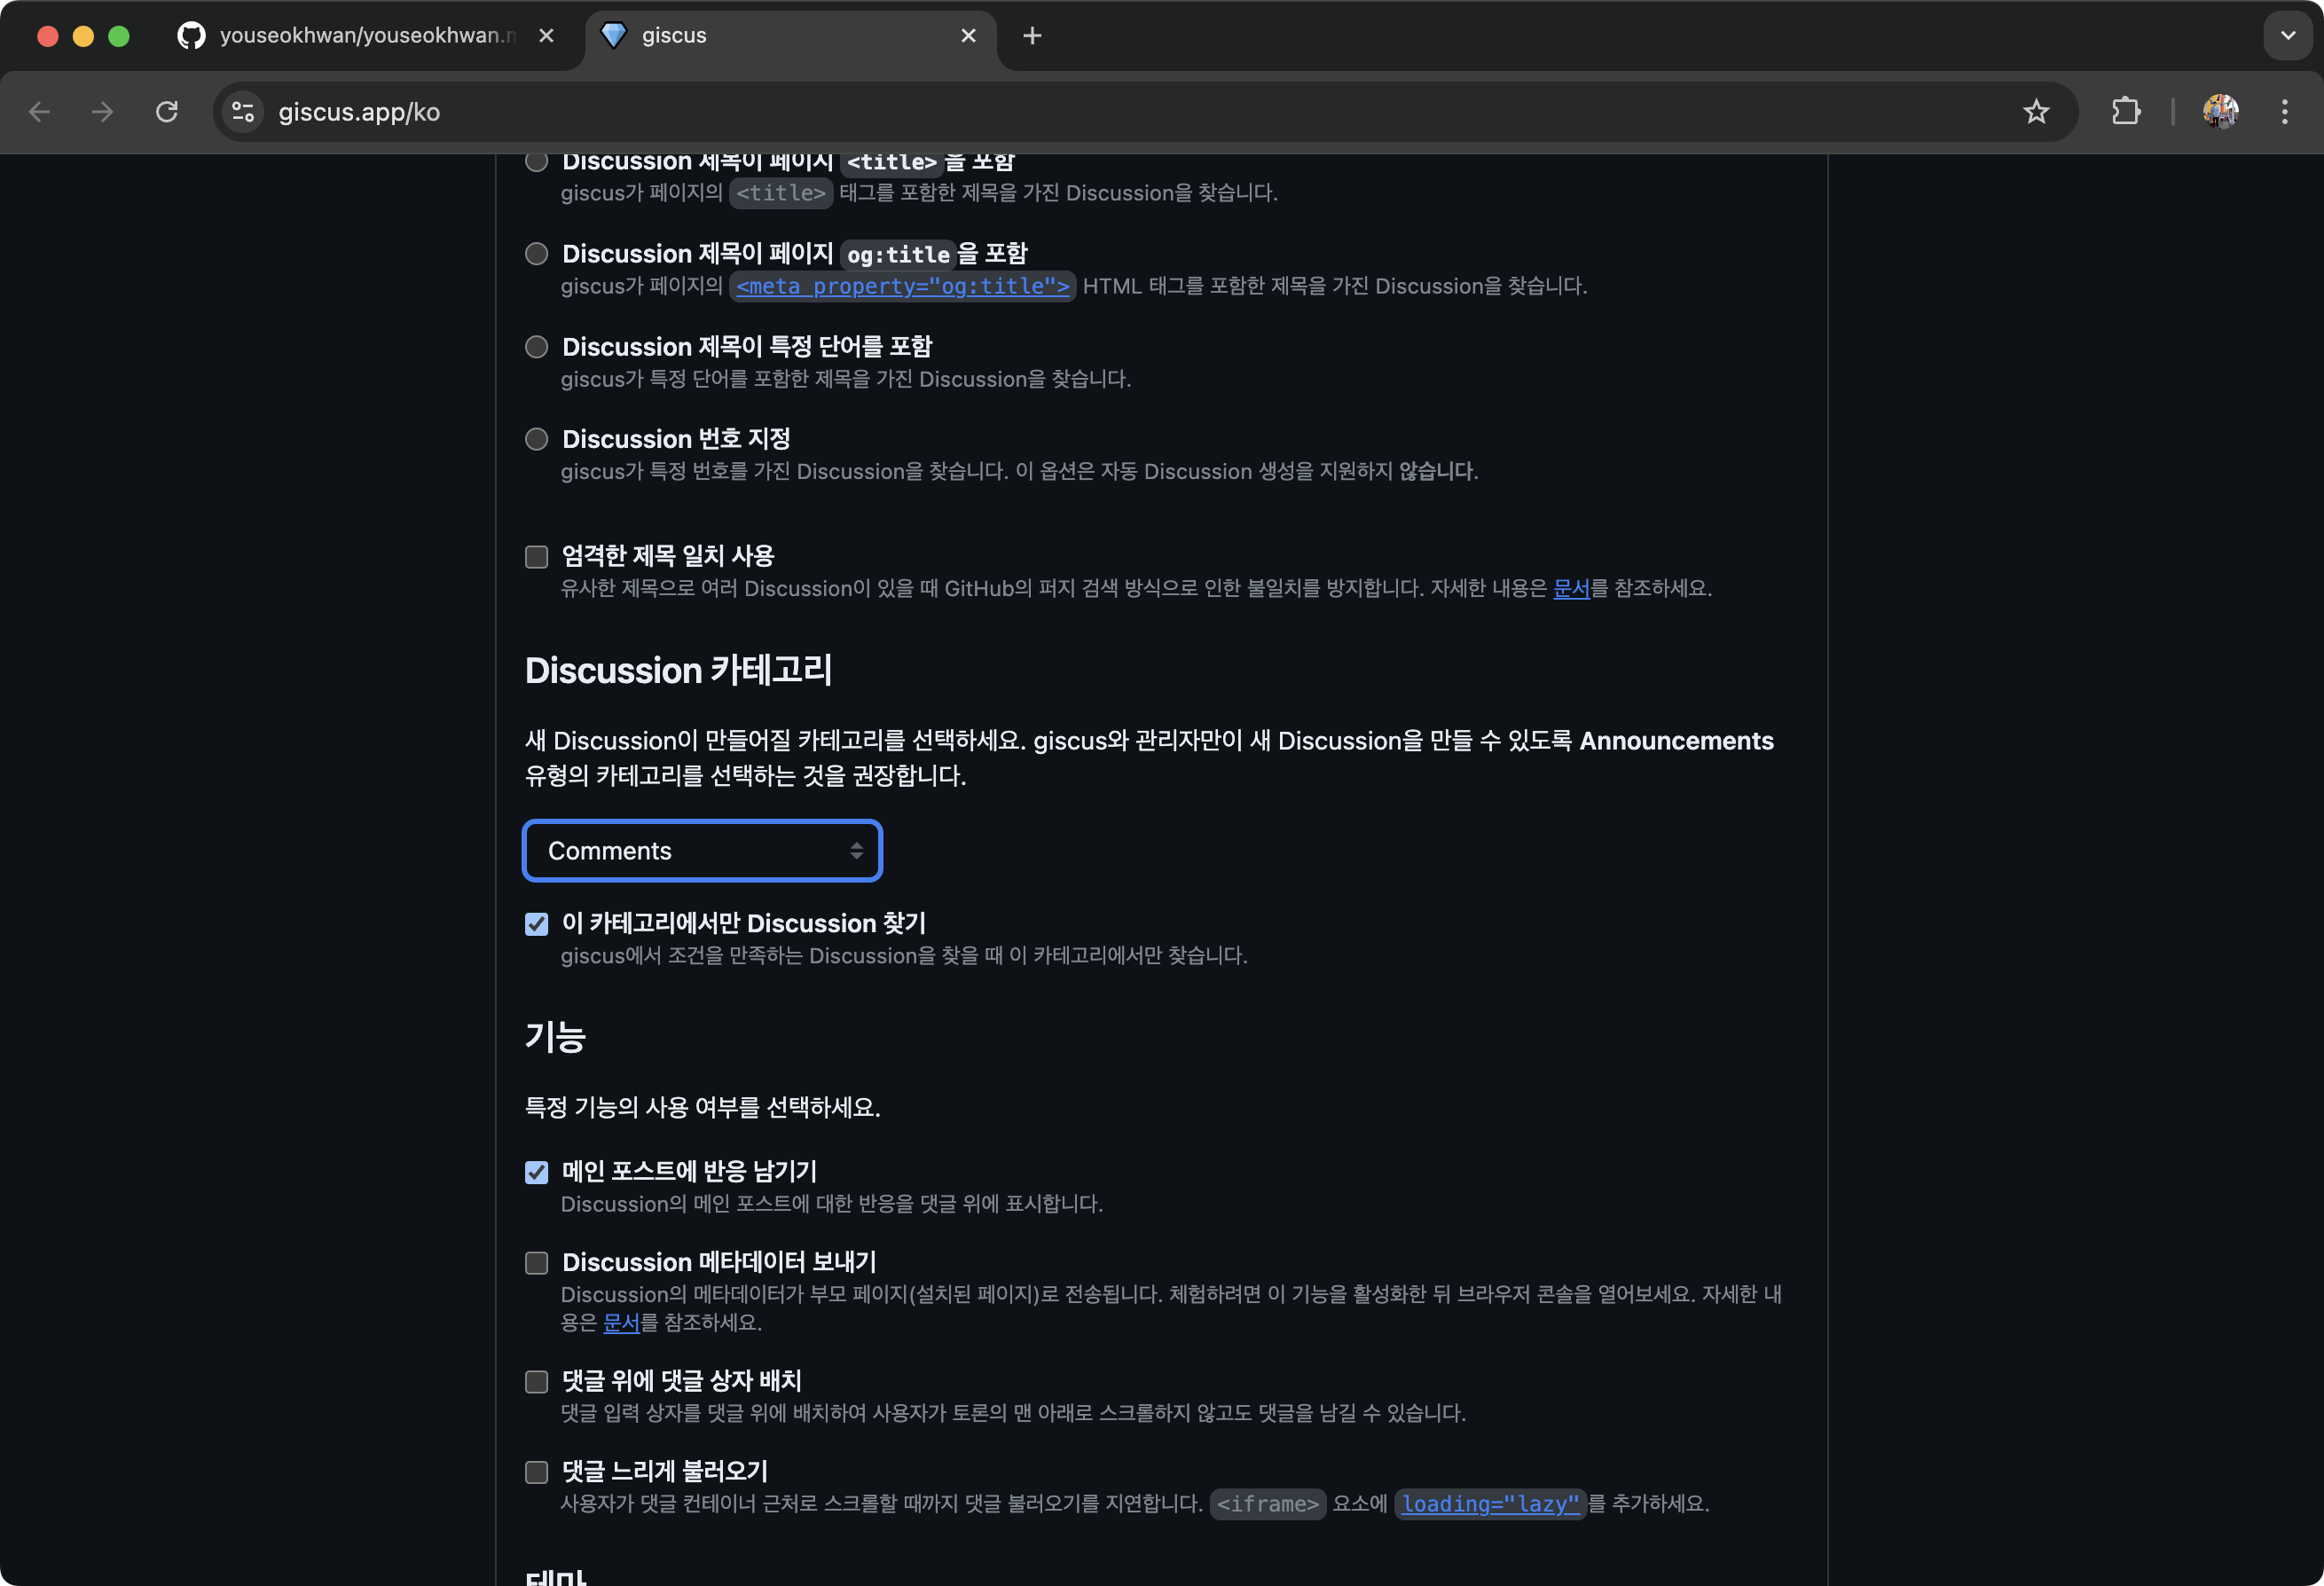 youseokhwan/youseokhwan.
giscus
giscus.app/ko
Discussion 제목이 페이지 <title>을 포함
giscus가 페이지의 <title> 태그를 포함한 제목을 가진 Discussion을 찾습니다.
Discussion 제목이 페이지 og:title을 포함
giscus가 페이지의 <meta property="og:title"> HTML 태그를 포함한 제목을 가진 Discussion을 찾습니다.
Discussion 제목이 특정 단어를 포함
giscus가 특정 단어를 포함한 제목을 가진 Discussion을 찾습니다.
Discussion 번호 지정
giscus가 특정 번호를 가진 Discussion을 찾습니다. 이 옵션은 자동 Discussion 생성을 지원하지 않습니다.
엄격한 제목 일치 사용
유사한 제목으로 여러 Discussion이 있을 때 GitHub의 퍼지 검색 방식으로 인한 불일치를 방지합니다. 자세한 내용은 문서를 참조하세요.
Discussion 카테고리
새 Discussion이 만들어질 카테고리를 선택하세요. giscus와 관리자만이 새 Discussion을 만들 수 있도록 Announcements
유형의 카테고리를 선택하는 것을 권장합니다.
Comments
이 카테고리에서만 Discussion 찾기
giscus에서 조건을 만족하는 Discussion을 찾을 때 이 카테고리에서만 찾습니다.
기능
특정 기능의 사용 여부를 선택하세요.
메인 포스트에 반응 남기기
Discussion의 메인 포스트에 대한 반응을 댓글 위에 표시합니다.
Discussion 메타데이터 보내기
Discussion의 메타데이터가 부모 페이지(설치된 페이지)로 전송됩니다. 체험하려면 이 기능을 활성화한 뒤 브라우저 콘솔을 열어보세요. 자세한 내
용은 문서를 참조하세요.
댓글 위에 댓글 상자 배치
댓글 입력 상자를 댓글 위에 배치하여 사용자가 토론의 맨 아래로 스크롤하지 않고도 댓글을 남길 수 있습니다.
댓글 느리게 불러오기
사용자가 댓글 컨테이너 근처로 스크롤할 때까지 댓글 불러오기를 지연합니다. <iframe> 요소에 loading="lazy"를 추가하세요.
테마